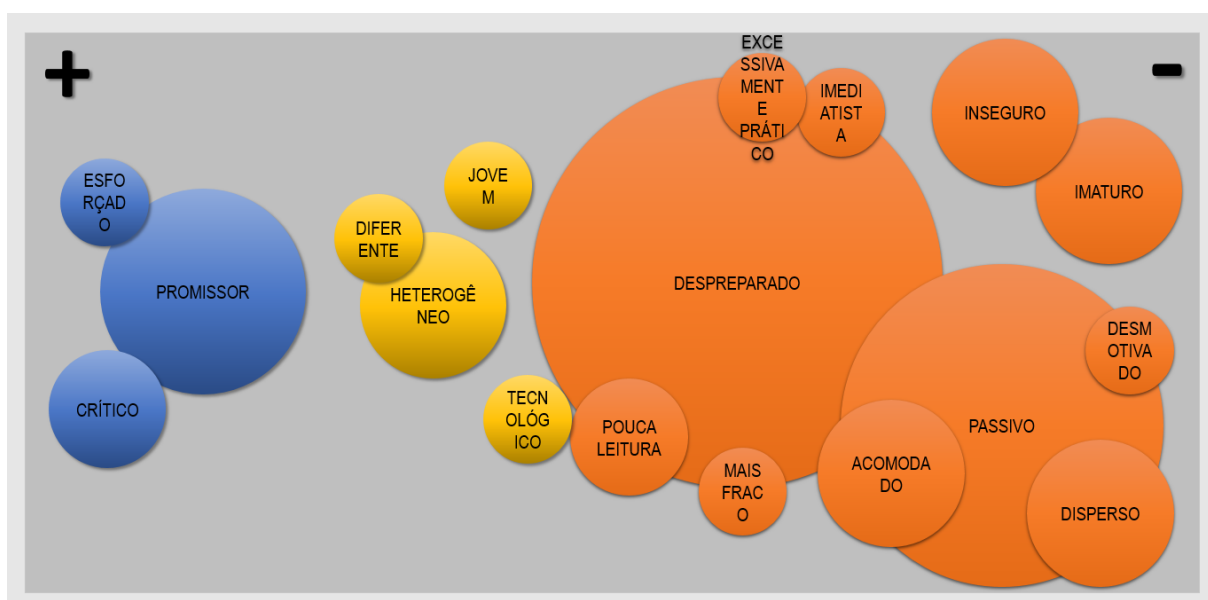 +
-
ESFO
RÇAD
O
PROMISSOR
CRÍTICO
JOVE
M
DIFER
ENTE
HETEROGÊ
NEO
TECN
OLÓG
ICO
EXCE
SSIVA
MENT
E
PRÁTI
CO
IMEDI
ATIST
A
DESPREPARADO
POUCA
LEITURA
MAIS
FRAC
O
INSEGURO
IMATURO
DESM
OTIVA
DO
PASSIVO
ACOMODA
DO
DISPERSO